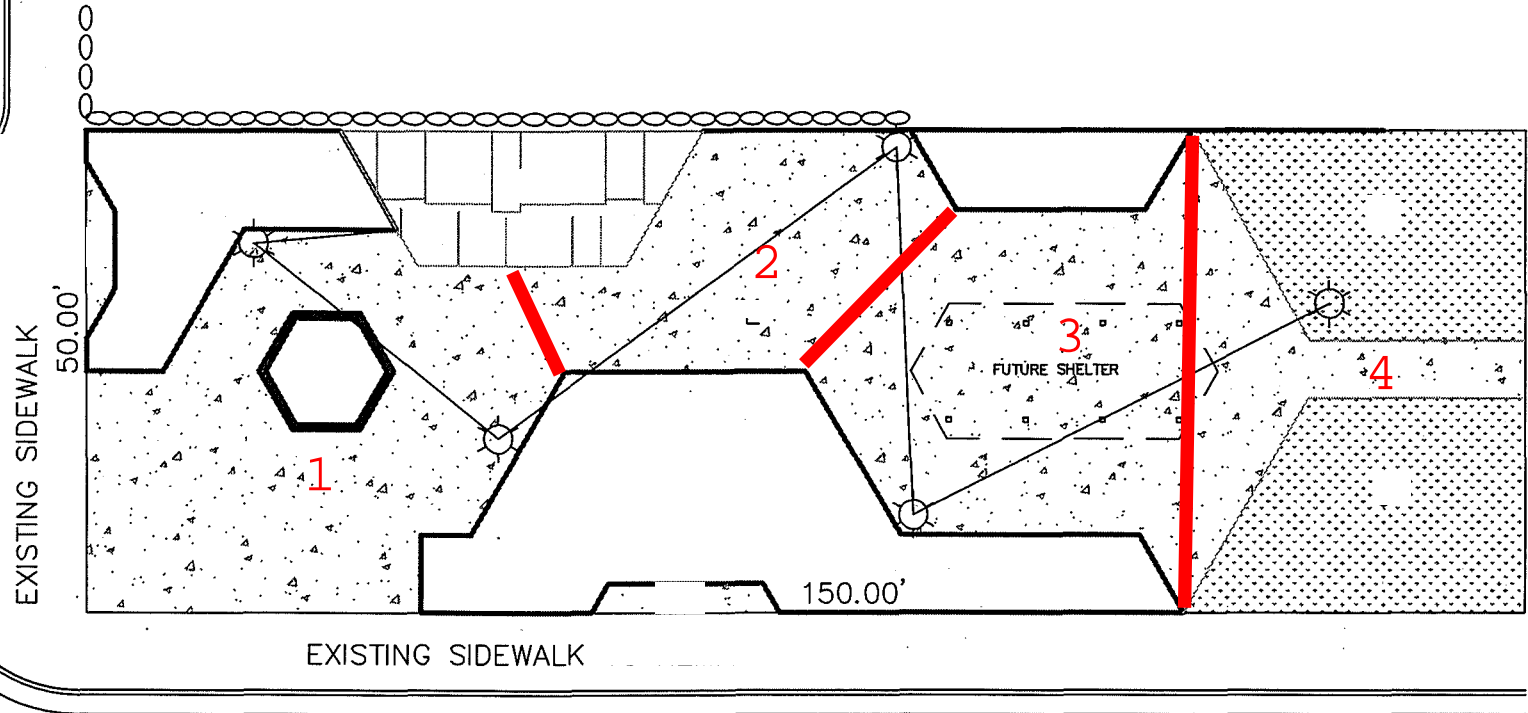 2
50.00'
EXISTING SIDEWALK
3
FUTURE SHELTER
4
1
150.00'
EXISTING SIDEWALK